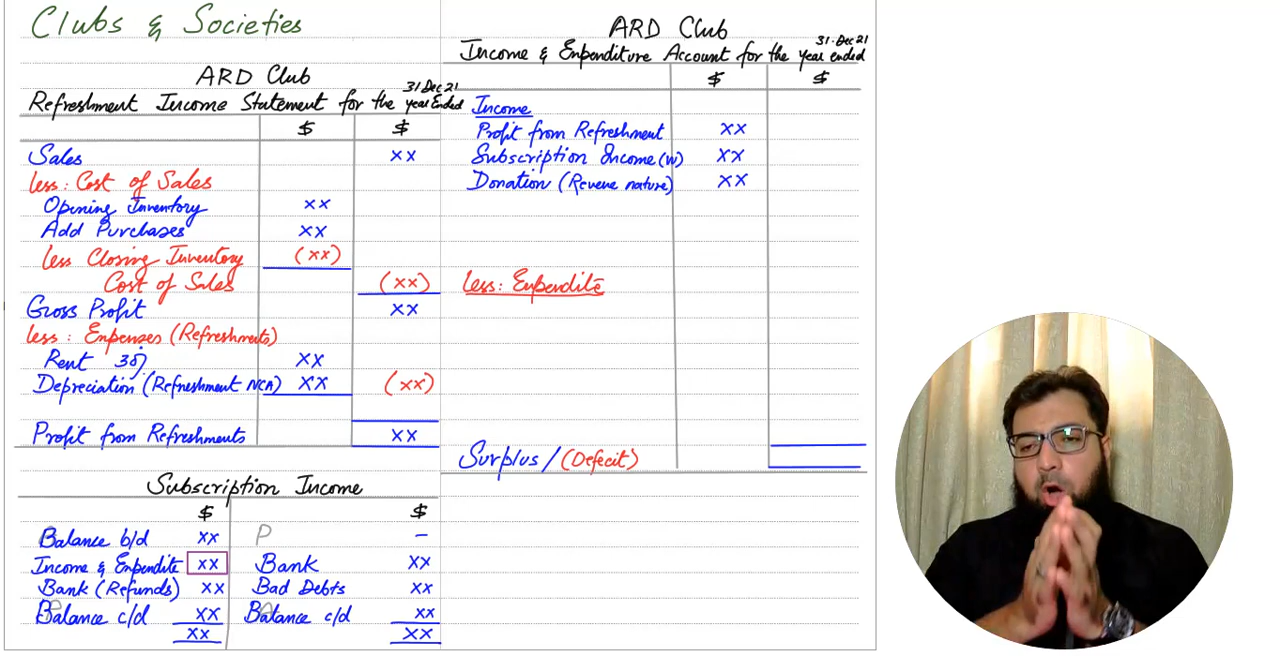 Clubs & Societies
ARD Club
Refreshment Income Statement for the year Ended 31 Dec 21
$ $
Sales xx
less: Cost of Sales
Opening Inventory xx
Add Purchases xx
less Closing Inventory (xx)
Cost of Sales (xx)
Gross Profit xx
less: Expenses (Refreshments)
Rent xx
Depreciation (Refreshment NCA) xx (xx)
Profit from Refreshments xx
Subscription Income
$ $
Balance b/d xx P -
Income & Expendite xx Bank xx
Bank (Refunds) xx Bad Debts xx
Balance c/d xx Balance c/d xx
xx xx
ARD Club
Income & Expenditure Account for the year ended 31·Dec 21
$ $
Income
Profit from Refreshment xx
Subscription Income (w) xx
Donation (Revenue nature) xx
less: Expendite
Surplus/(Defecit)